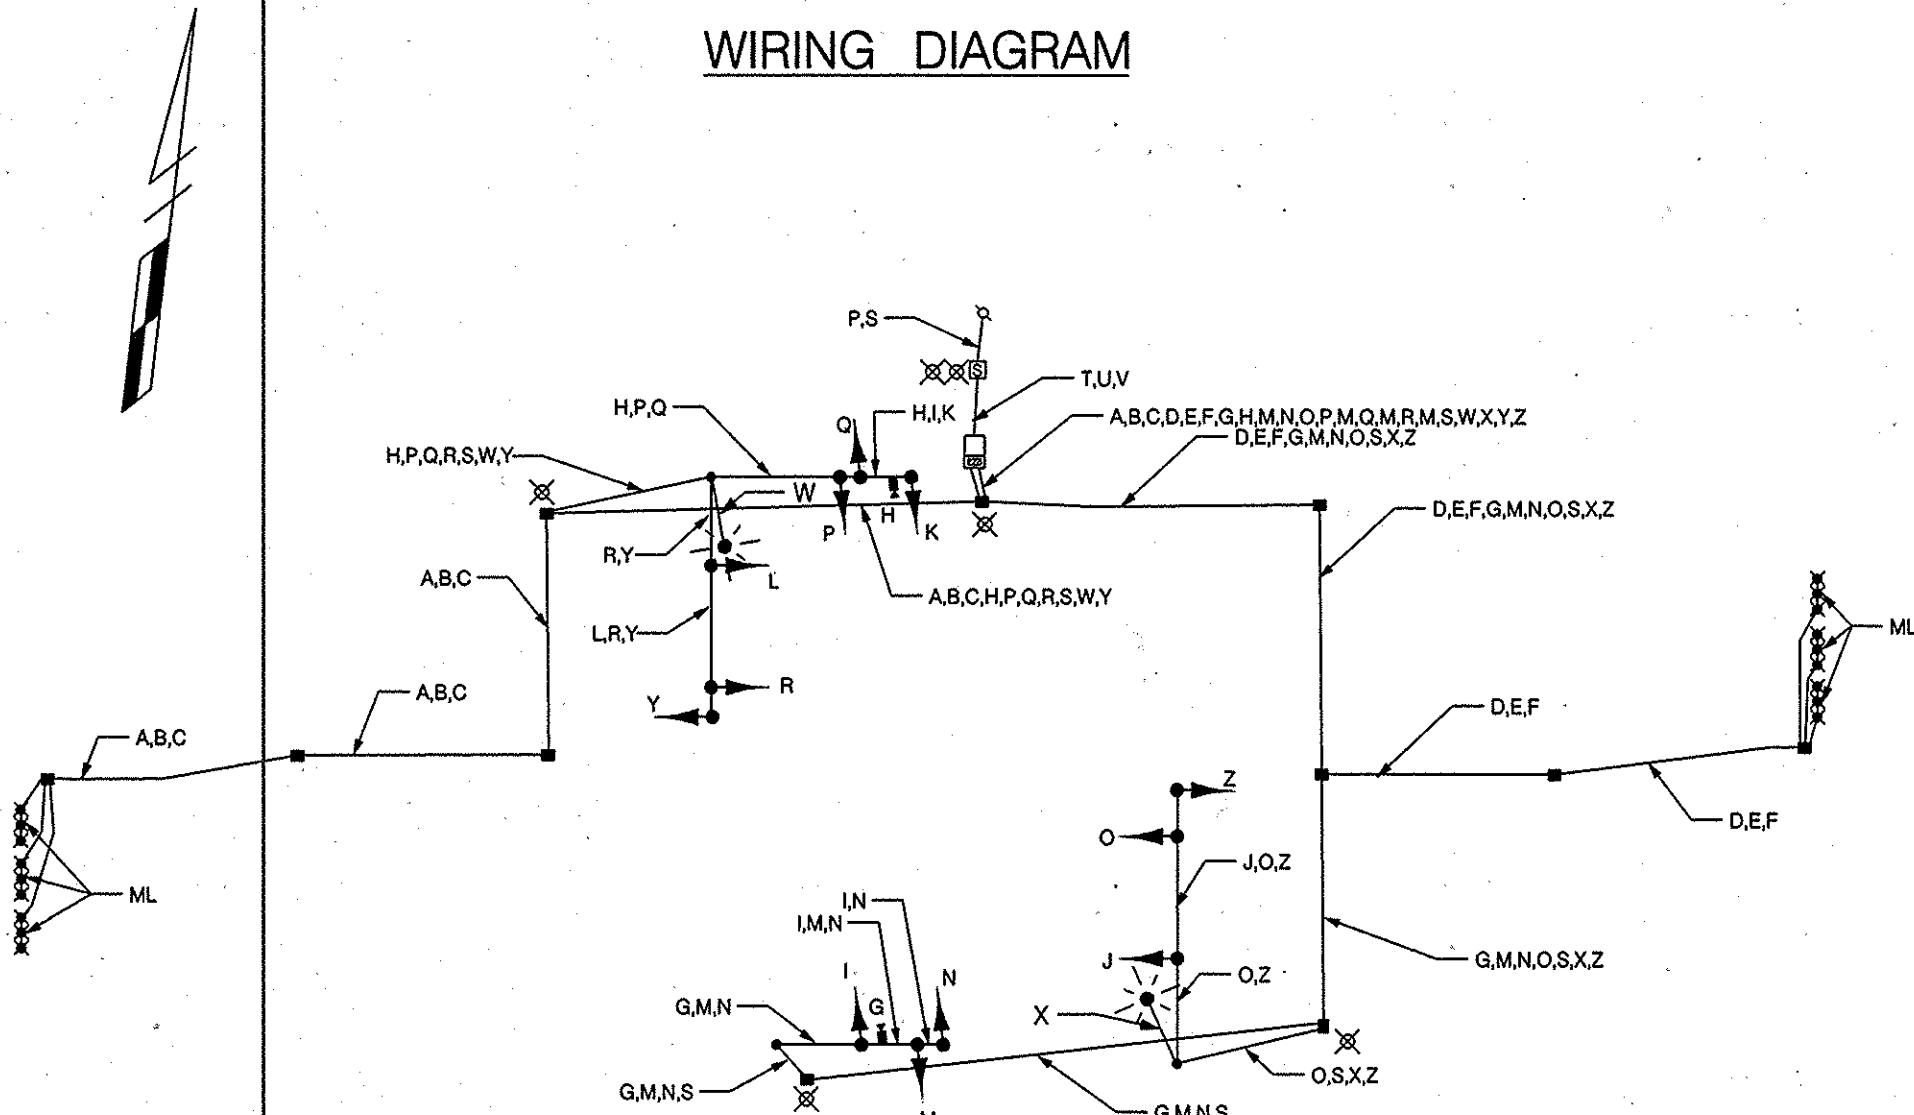 WIRING DIAGRAM
P,S
S
T,U,V
H,P,Q
Q
H,I,K
A,B,C,D,E,F,G,H,M,N,O,P,M,Q,M,R,M,S,W,X,Y,Z
D,E,F,G,M,N,O,S,X,Z
H,P,Q,R,S,W,Y
W
D,E,F,G,M,N,O,S,X,Z
H
P
K
R,Y
A,B,C
L
A,B,C,H,P,Q,R,S,W,Y
L,R,Y
ML
R
A,B,C
Y
D,E,F
A,B,C
Z
D,E,F
O
J,O,Z
ML
I,N
I,M,N
J
G,M,N,O,S,X,Z
I
N
O,Z
G
G,M,N
X
O,S,X,Z
G,M,N,S
G,M,N,S